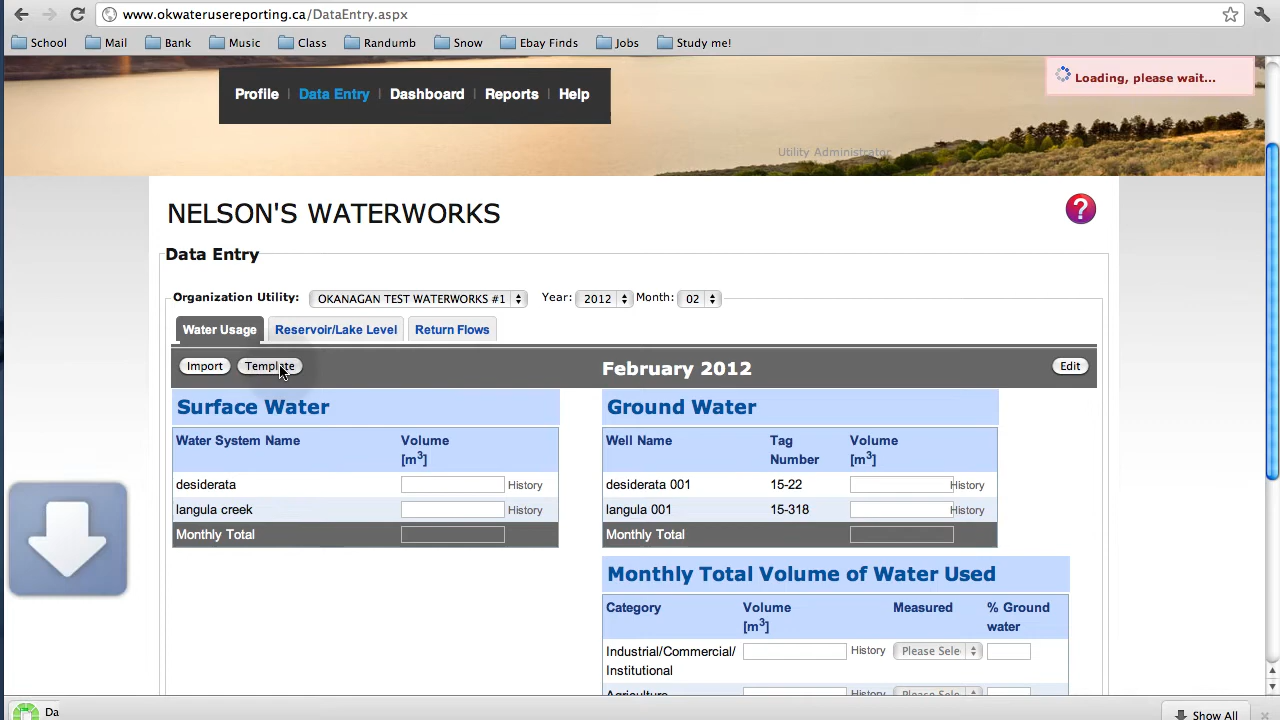 www.okwaterusereporting.ca/DataEntry.aspx
School Mail Bank Music Class Randumb Snow Ebay Finds Jobs Study me!
Loading, please wait...
Profile | Data Entry | Dashboard | Reports | Help
Utility Administrator
NELSON'S WATERWORKS
?
Data Entry
Organization Utility: OKANAGAN TEST WATERWORKS #1 Year: 2012 Month: 02
Water Usage Reservoir/Lake Level Return Flows
Import Template February 2012 Edit
Surface Water
Water System Name Volume
[m3]
desiderata History
langula creek History
Monthly Total
Ground Water
Well Name Tag Volume
Number [m3]
desiderata 001 15-22 History
langula 001 15-318 History
Monthly Total
Monthly Total Volume of Water Used
Category Volume Measured % Ground
[m3] water
Industrial/Commercial/ History Please Sele
Institutional
Agriculture History Please Sele
Da
Show All